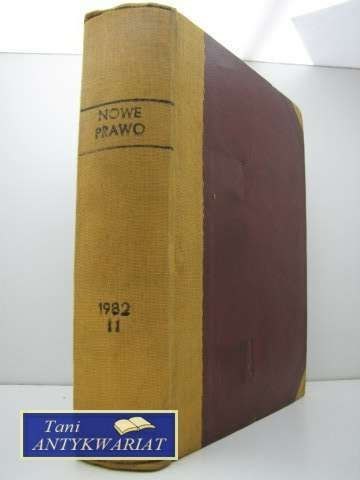 NOWE
PRAWO
1982
II
Tani
ANTYKWARIAT